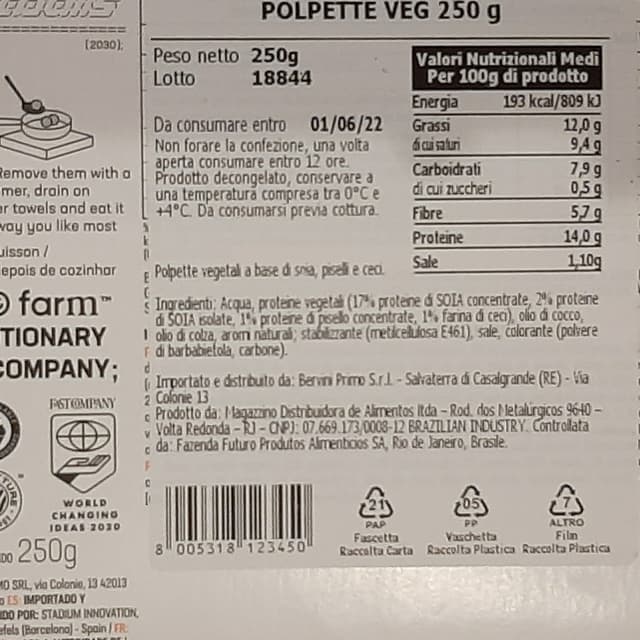 POLPETTE VEG 250 g
[2030];
Remove them with a
mer, drain on
er towels and eat it
way you like most
uisson /
epois de cozinhar
farm™
TIONARY
COMPANY;
FAST COMPANY
WORLD
CHANGING
IDEAS 2020
250g
MO SRL, via Colonie, 13 42013
ES: IMPORTADO Y
IDO POR: STADIUM INNOVATION,
efels (Barcelona) - Spain / FR:
Peso netto 250g
Lotto 18844
Da consumare entro 01/06/22
Non forare la confezione, una volta
aperta consumare entro 12 ore.
Prodotto decongelato, conservare a
una temperatura compresa tra 0°C e
+4°C. Da consumarsi previa cottura.
Valori Nutrizionali Medi
Per 100g di prodotto
Energia 193 kcal/809 kJ
Grassi 12,0 g
di cui saturi 9,4 g
Carboidrati 7,9 g
di cui zuccheri 0,5 g
Fibre 5,7 g
Proteine 14,0 g
Sale 1,10g
Polpette vegetali a base di soia, piselli e ceci.
Ingredienti: Acqua, proteine vegetali (17% proteine di SOIA concentrate, 2% proteine
di SOIA isolate, 1% proteine di pisello concentrate, 1% farina di ceci), olio di cocco,
olio di colza, aromi naturali; stabilizzante (metilcellulosa E461), sale, colorante (polvere
di barbabietola, carbone).
Importato e distribuito da: Bervini Primo S.r.l. - Salvaterra di Casalgrande (RE) - Via
Colonie 13
Prodotto da: Magazzino Distribuidora de Alimentos ltda - Rod. dos Metalúrgicos 9640 -
Volta Redonda - RJ - CNPJ: 07.669.173/0008-12 BRAZILIAN INDUSTRY. Controllata
da: Fazenda Futuro Produtos Alimenticios SA, Rio de Janeiro, Brasile.
8 005318 123450
21
PAP
Fascetta
Raccolta Carta
05
PP
Vaschetta
Raccolta Plastica
7
ALTRO
Film
Raccolta Plastica